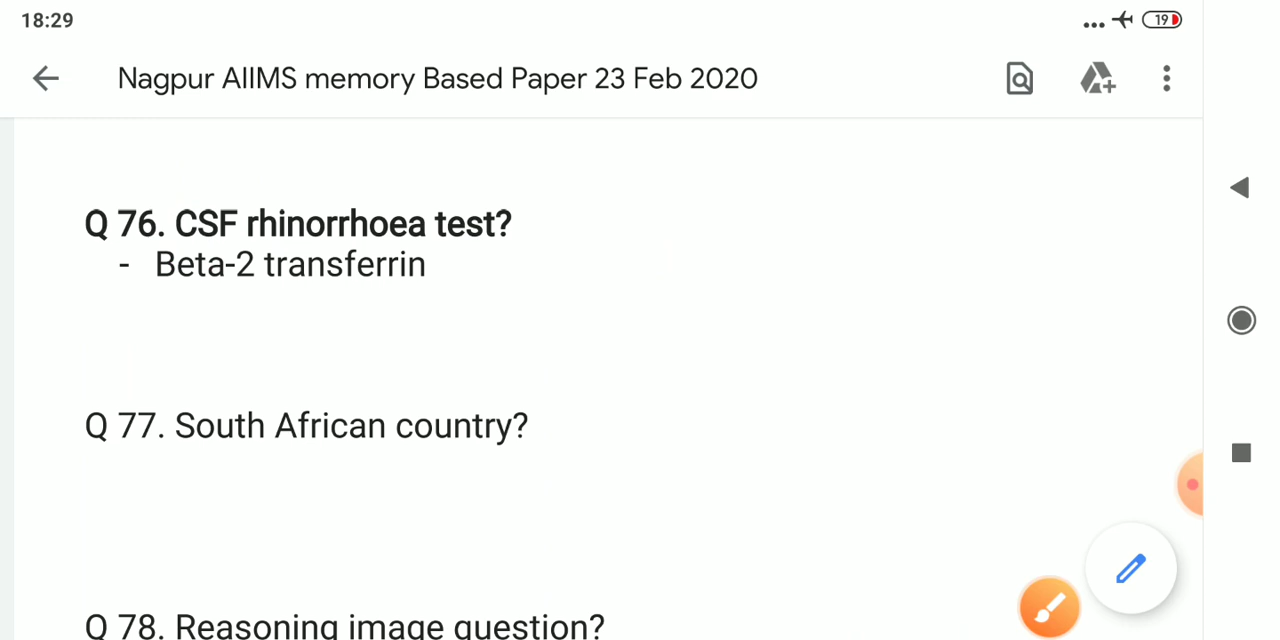 18:29
19
Nagpur AIIMS memory Based Paper 23 Feb 2020
Q 76. CSF rhinorrhoea test?
- Beta-2 transferrin
Q 77. South African country?
Q 78. Reasoning image question?